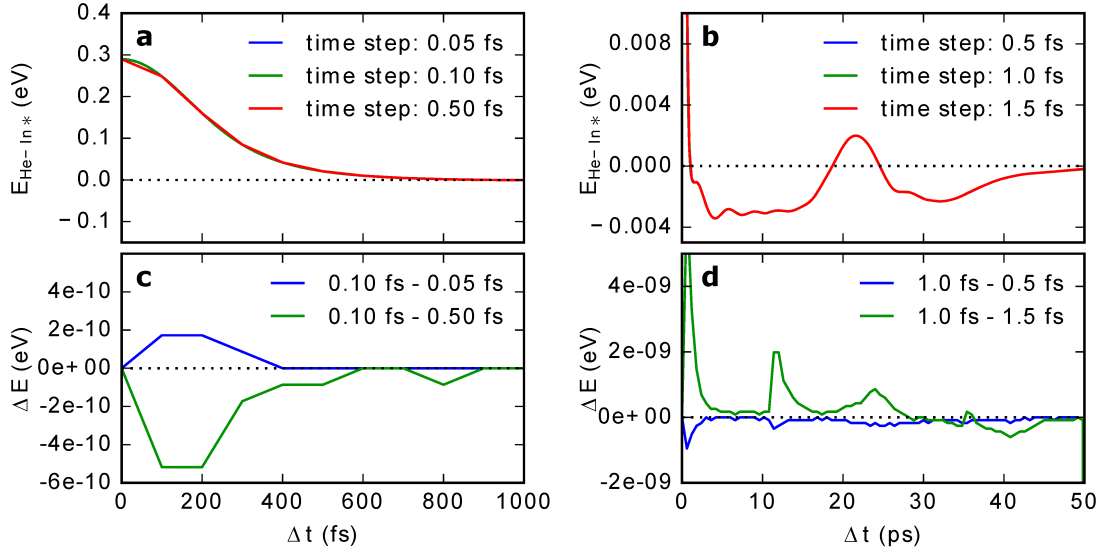 a
time step: 0.05 fs
time step: 0.10 fs
time step: 0.50 fs
E He- In * (eV)
0.4
0.3
0.2
0.1
0.0
−0.1
b
time step: 0.5 fs
time step: 1.0 fs
time step: 1.5 fs
E He- In * (eV)
0.008
0.004
0.000
−0.004
c
0.10 fs - 0.05 fs
0.10 fs - 0.50 fs
Δ E (eV)
4e-10
2e-10
0e+00
-2e-10
-4e-10
-6e-10
0 200 400 600 800 1000
Δ t (fs)
d
1.0 fs - 0.5 fs
1.0 fs - 1.5 fs
Δ E (eV)
4e-09
2e-09
0e+00
-2e-09
0 10 20 30 40 50
Δ t (ps)